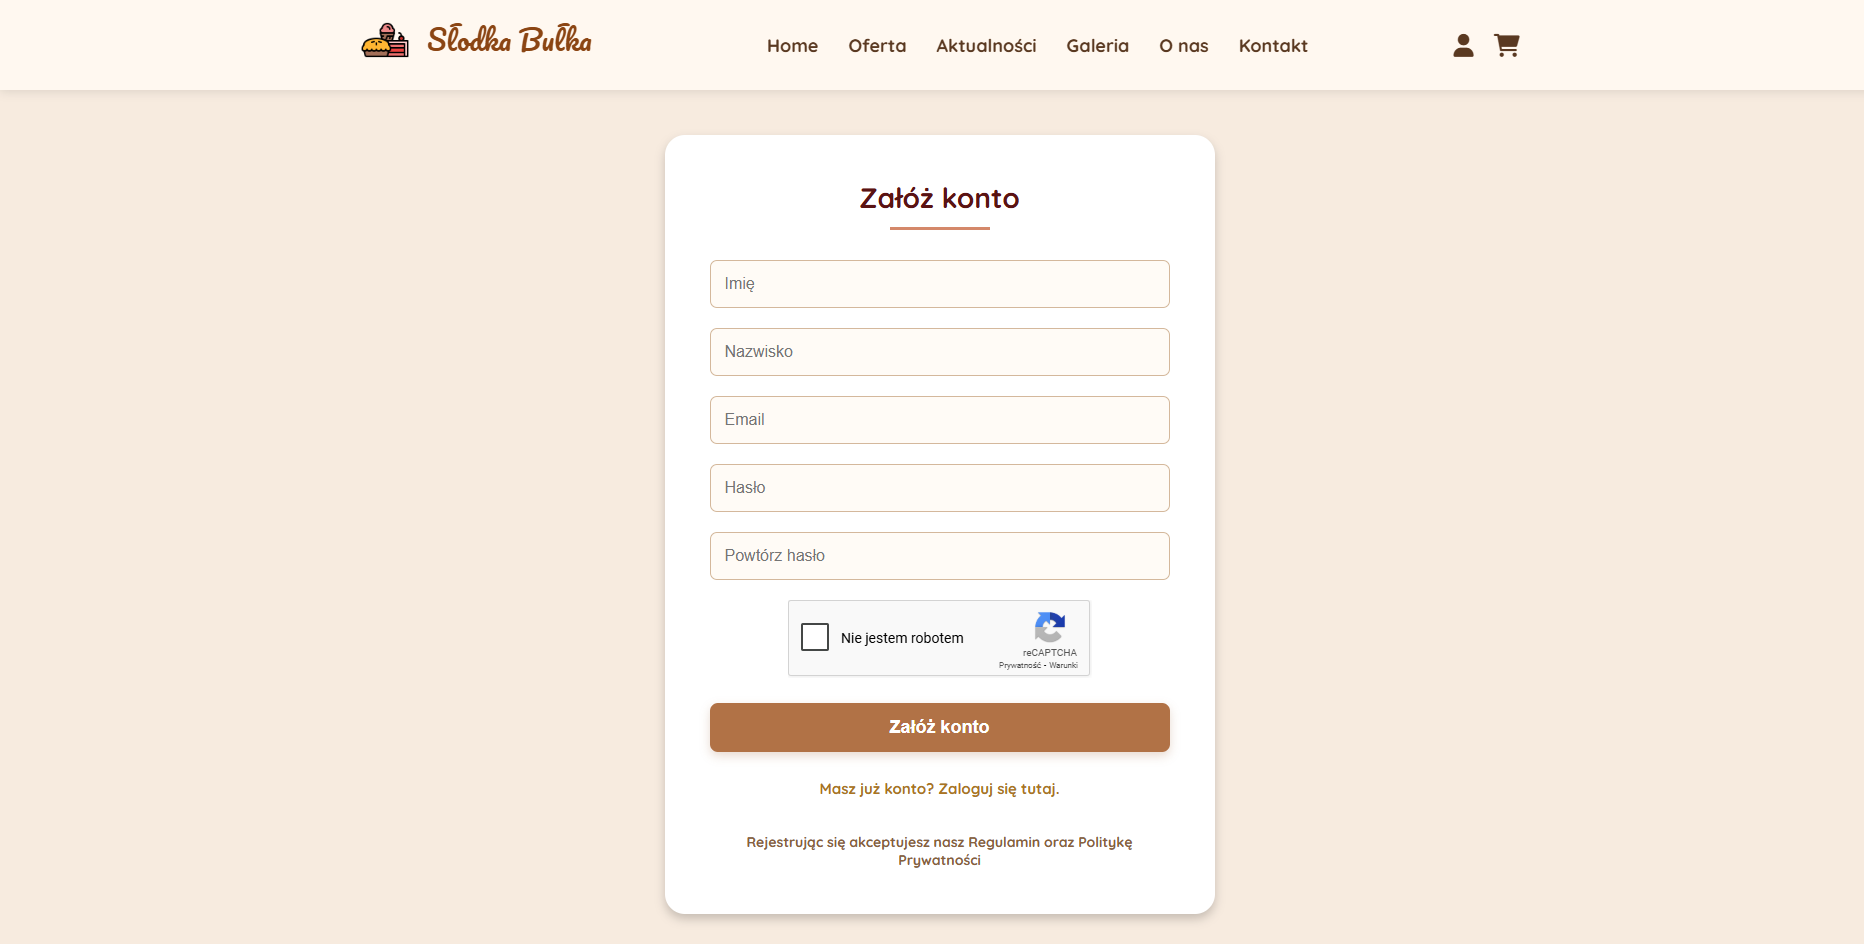 Słodka Bułka
Home Oferta Aktualności Galeria O nas Kontakt
Załóż konto
Imię
Nazwisko
Email
Hasło
Powtórz hasło
Nie jestem robotem
reCAPTCHA
Prywatność - Warunki
Załóż konto
Masz już konto? Zaloguj się tutaj.
Rejestrując się akceptujesz nasz Regulamin oraz Politykę
Prywatności